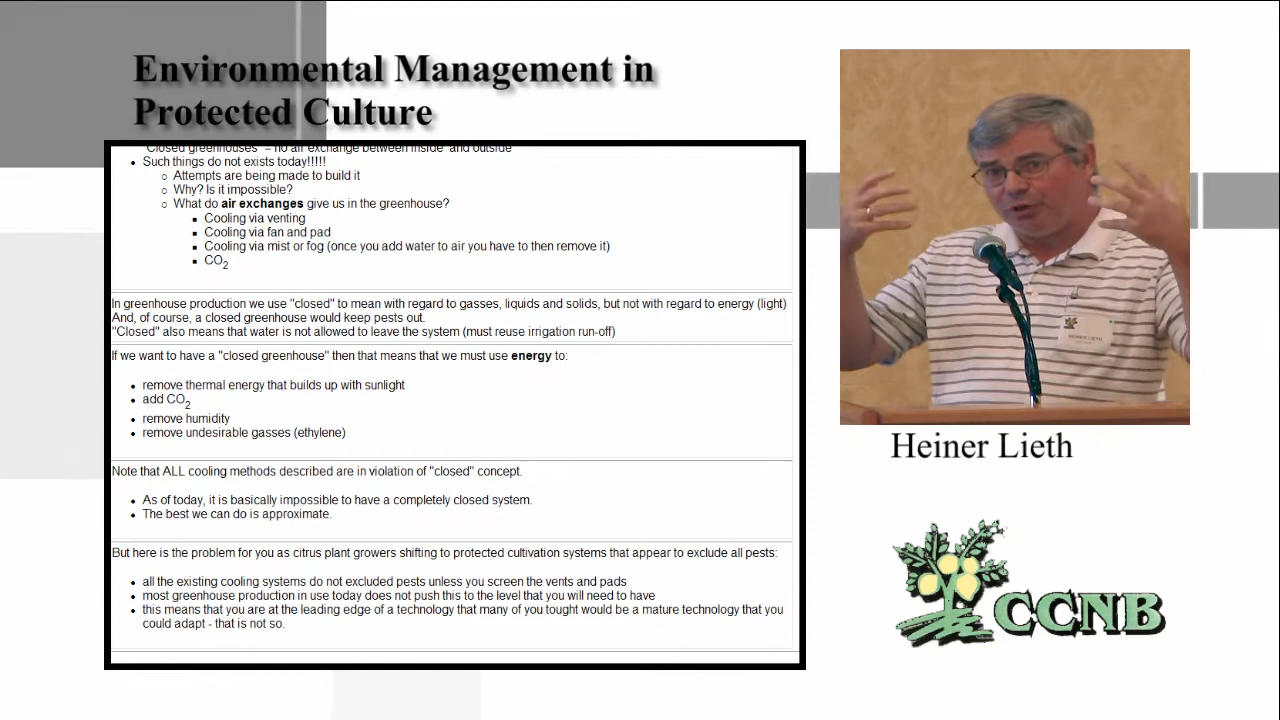 Environmental Management in
Protected Culture
"Closed greenhouses" = no air exchange between inside and outside
Such things do not exists today!!!!!
Attempts are being made to build it
Why? Is it impossible?
What do air exchanges give us in the greenhouse?
Cooling via venting
Cooling via fan and pad
Cooling via mist or fog (once you add water to air you have to then remove it)
CO2
In greenhouse production we use "closed" to mean with regard to gasses, liquids and solids, but not with regard to energy (light)
And, of course, a closed greenhouse would keep pests out.
"Closed" also means that water is not allowed to leave the system (must reuse irrigation run-off)
If we want to have a "closed greenhouse" then that means that we must use energy to:
remove thermal energy that builds up with sunlight
add CO2
remove humidity
remove undesirable gasses (ethylene)
Note that ALL cooling methods described are in violation of "closed" concept.
As of today, it is basically impossible to have a completely closed system.
The best we can do is approximate.
But here is the problem for you as citrus plant growers shifting to protected cultivation systems that appear to exclude all pests:
all the existing cooling systems do not excluded pests unless you screen the vents and pads
most greenhouse production in use today does not push this to the level that you will need to have
this means that you are at the leading edge of a technology that many of you tought would be a mature technology that you
could adapt - that is not so.
HEINER LIETH
Heiner Lieth
CCNB